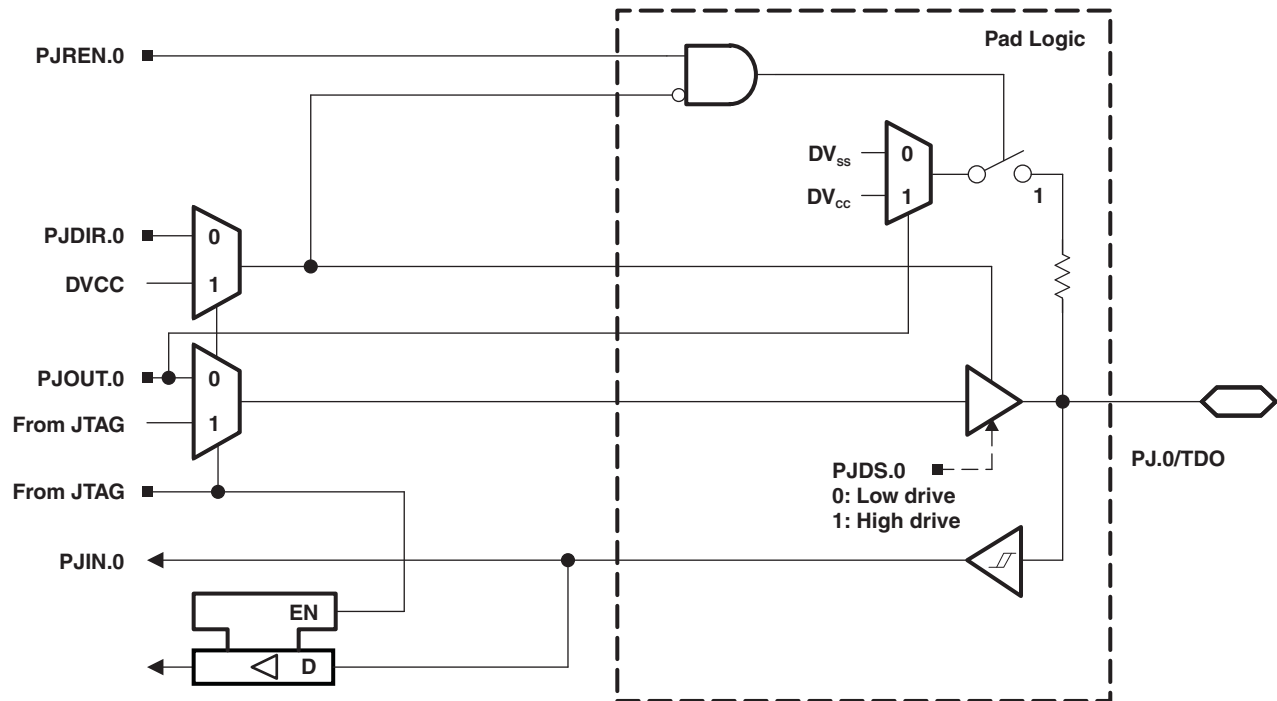 Pad Logic
PJREN.0
DVss 0
DVcc 1
1
PJDIR.0 0
DVCC 1
PJOUT.0 0
From JTAG 1
PJ.0/TDO
PJDS.0
0: Low drive
1: High drive
From JTAG
PJIN.0
EN
D